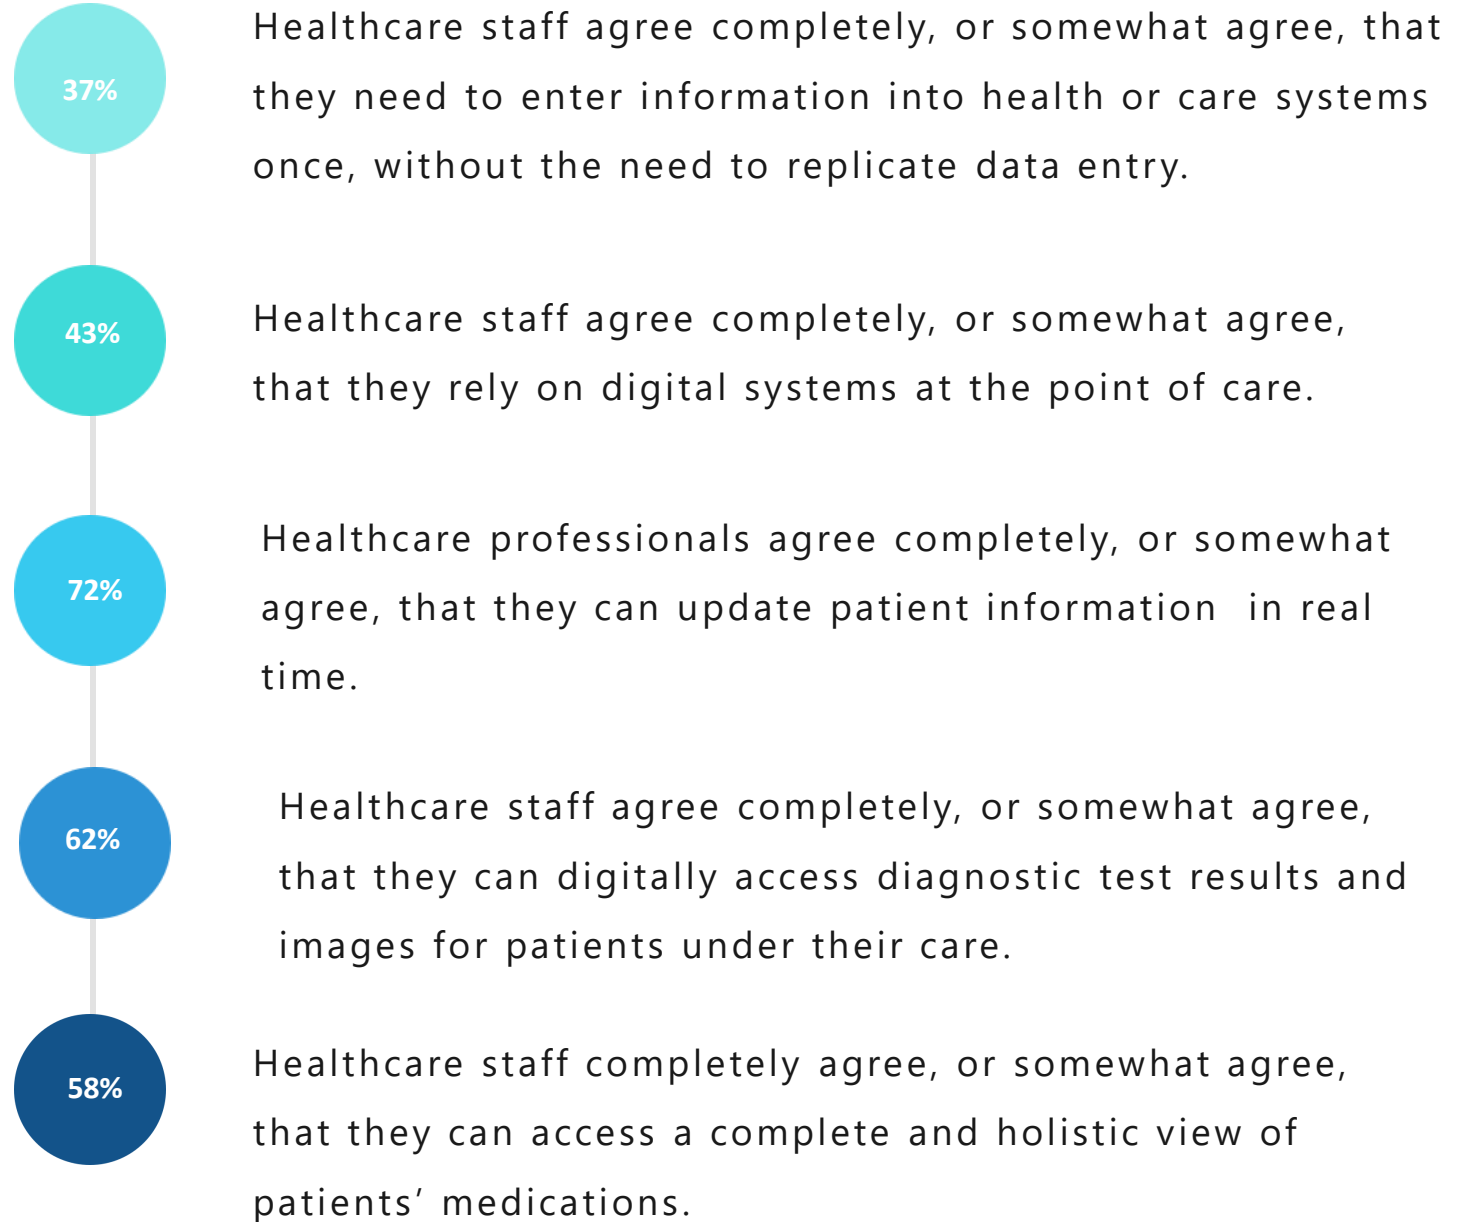 37%
Healthcare staff agree completely, or somewhat agree, that
they need to enter information into health or care systems
once, without the need to replicate data entry.
43%
Healthcare staff agree completely, or somewhat agree,
that they rely on digital systems at the point of care.
72%
Healthcare professionals agree completely, or somewhat
agree, that they can update patient information  in real
time.
62%
Healthcare staff agree completely, or somewhat agree,
that they can digitally access diagnostic test results and
images for patients under their care.
58%
Healthcare staff completely agree, or somewhat agree,
that they can access a complete and holistic view of
patients’ medications.